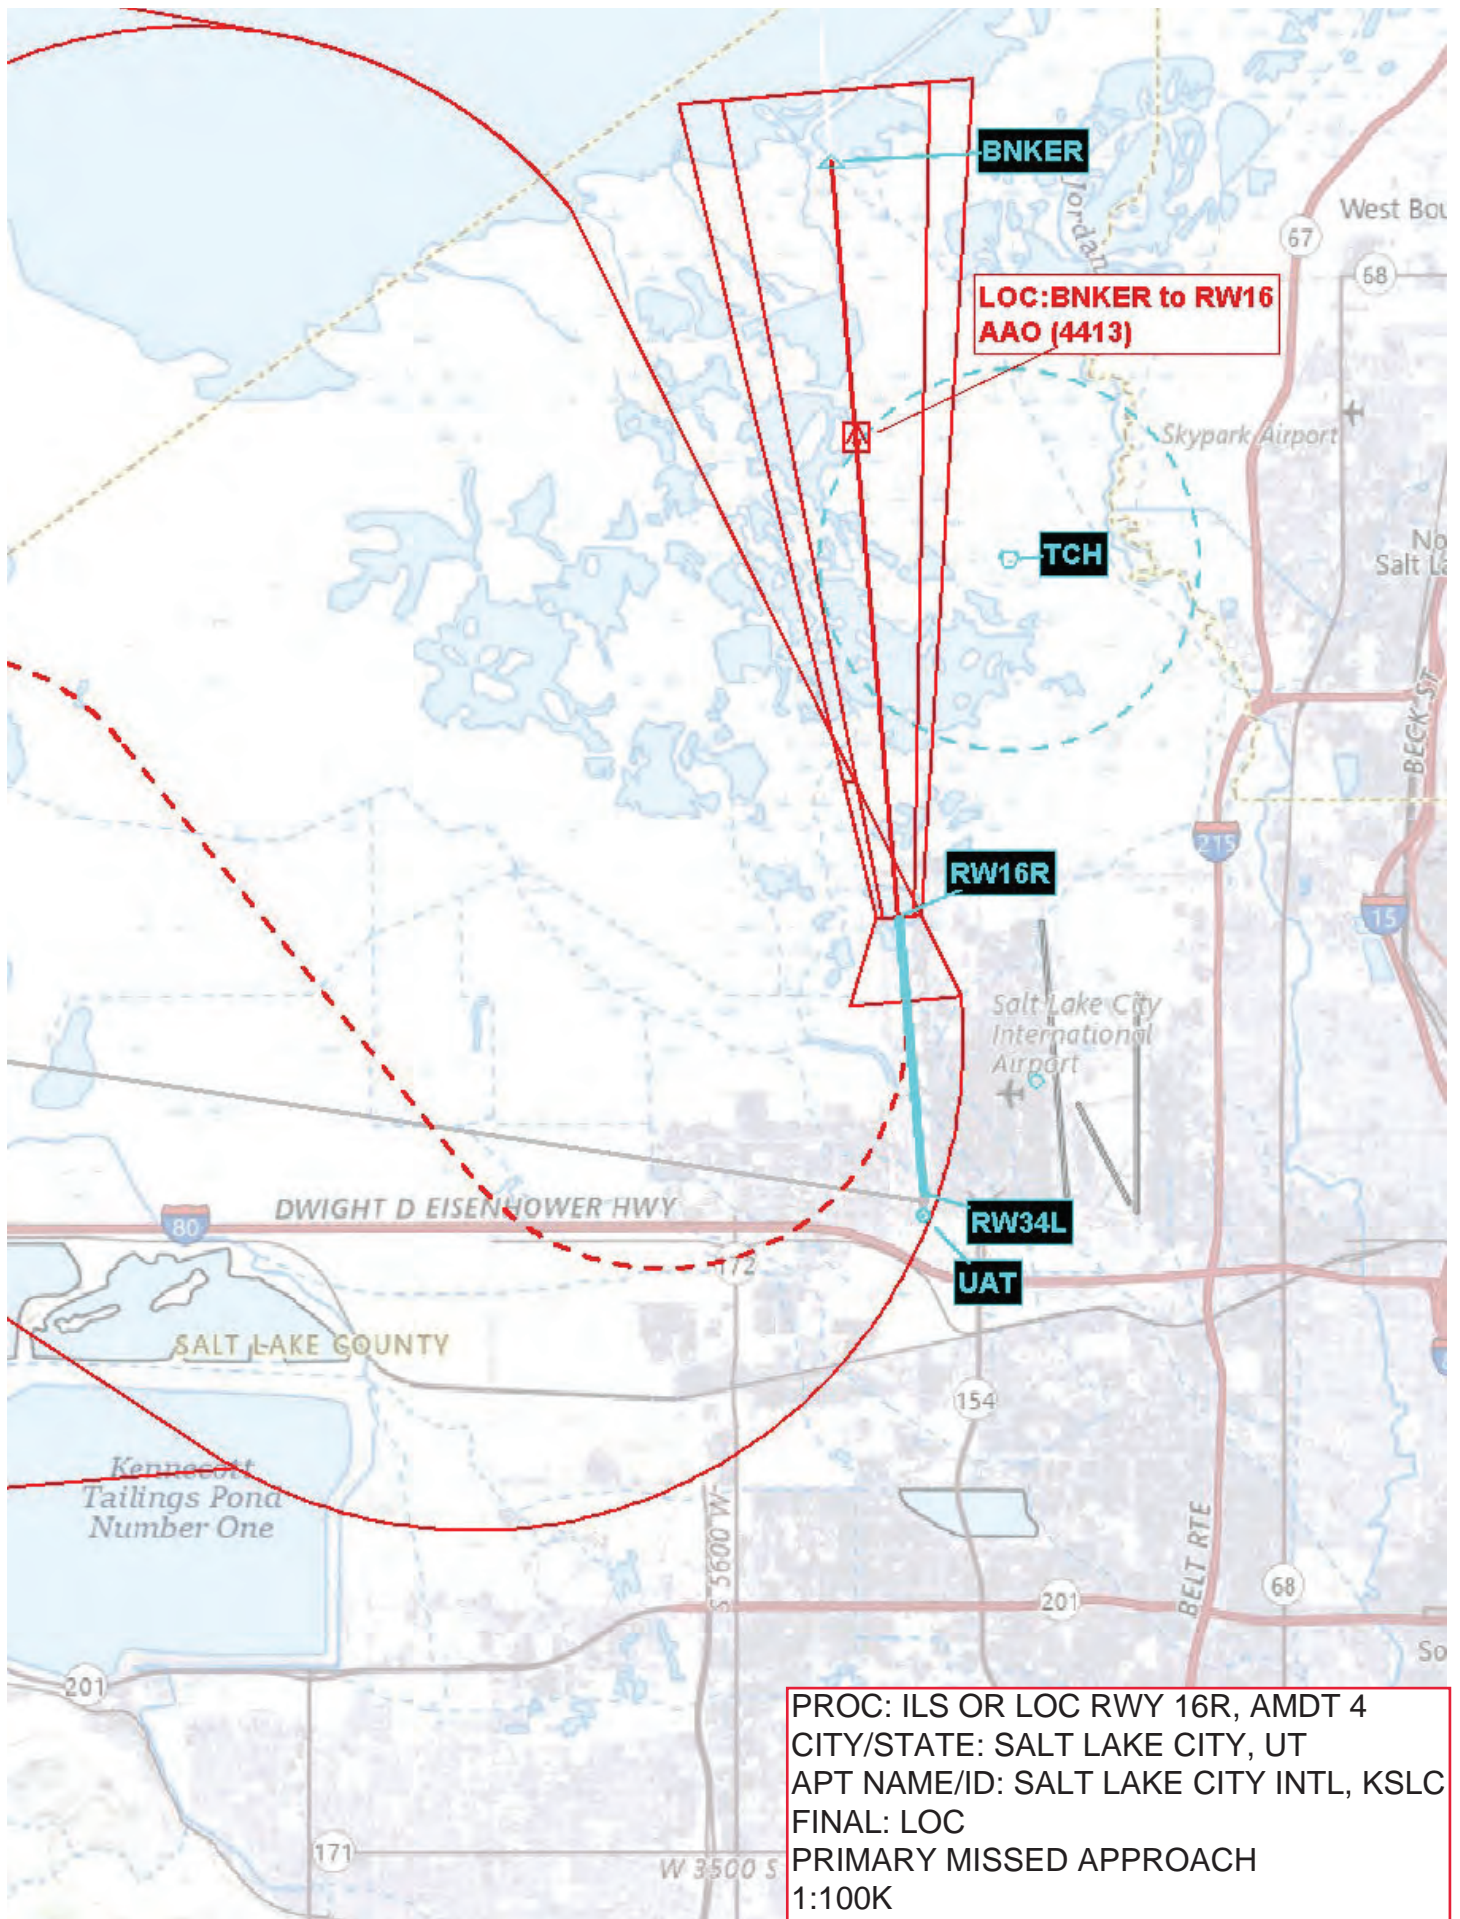 BNKER
Jordan
West Bou
67
68
LOC:BNKER to RW16
AAO (4413)
Skypark Airport
TCH
No
Salt La
BECK ST
215
RW16R
15
Salt Lake City
International
Airport
DWIGHT D EISENHOWER HWY
80
RW34L
172
UAT
SALT LAKE COUNTY
154
Kennecott
Tailings Pond
Number One
S 5600 W
BELT RTE
68
201
So
201
PROC: ILS OR LOC RWY 16R, AMDT 4
CITY/STATE: SALT LAKE CITY, UT
APT NAME/ID: SALT LAKE CITY INTL, KSLC
FINAL: LOC
171
W 3500 S
PRIMARY MISSED APPROACH
1:100K